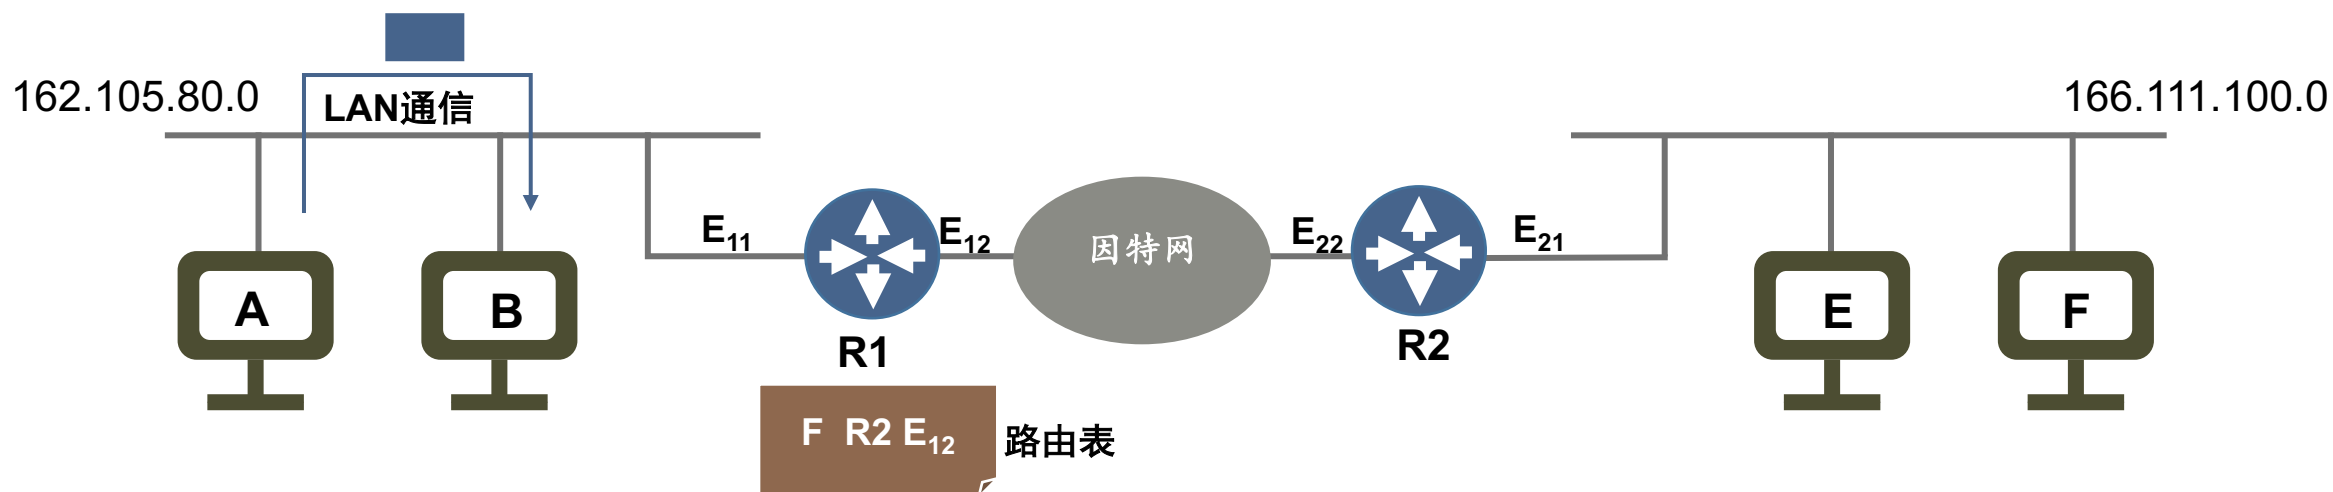 162.105.80.0
LAN通信
166.111.100.0
E11
E12
因特网
E22
E21
A
B
R1
R2
E
F
F R2 E12
路由表